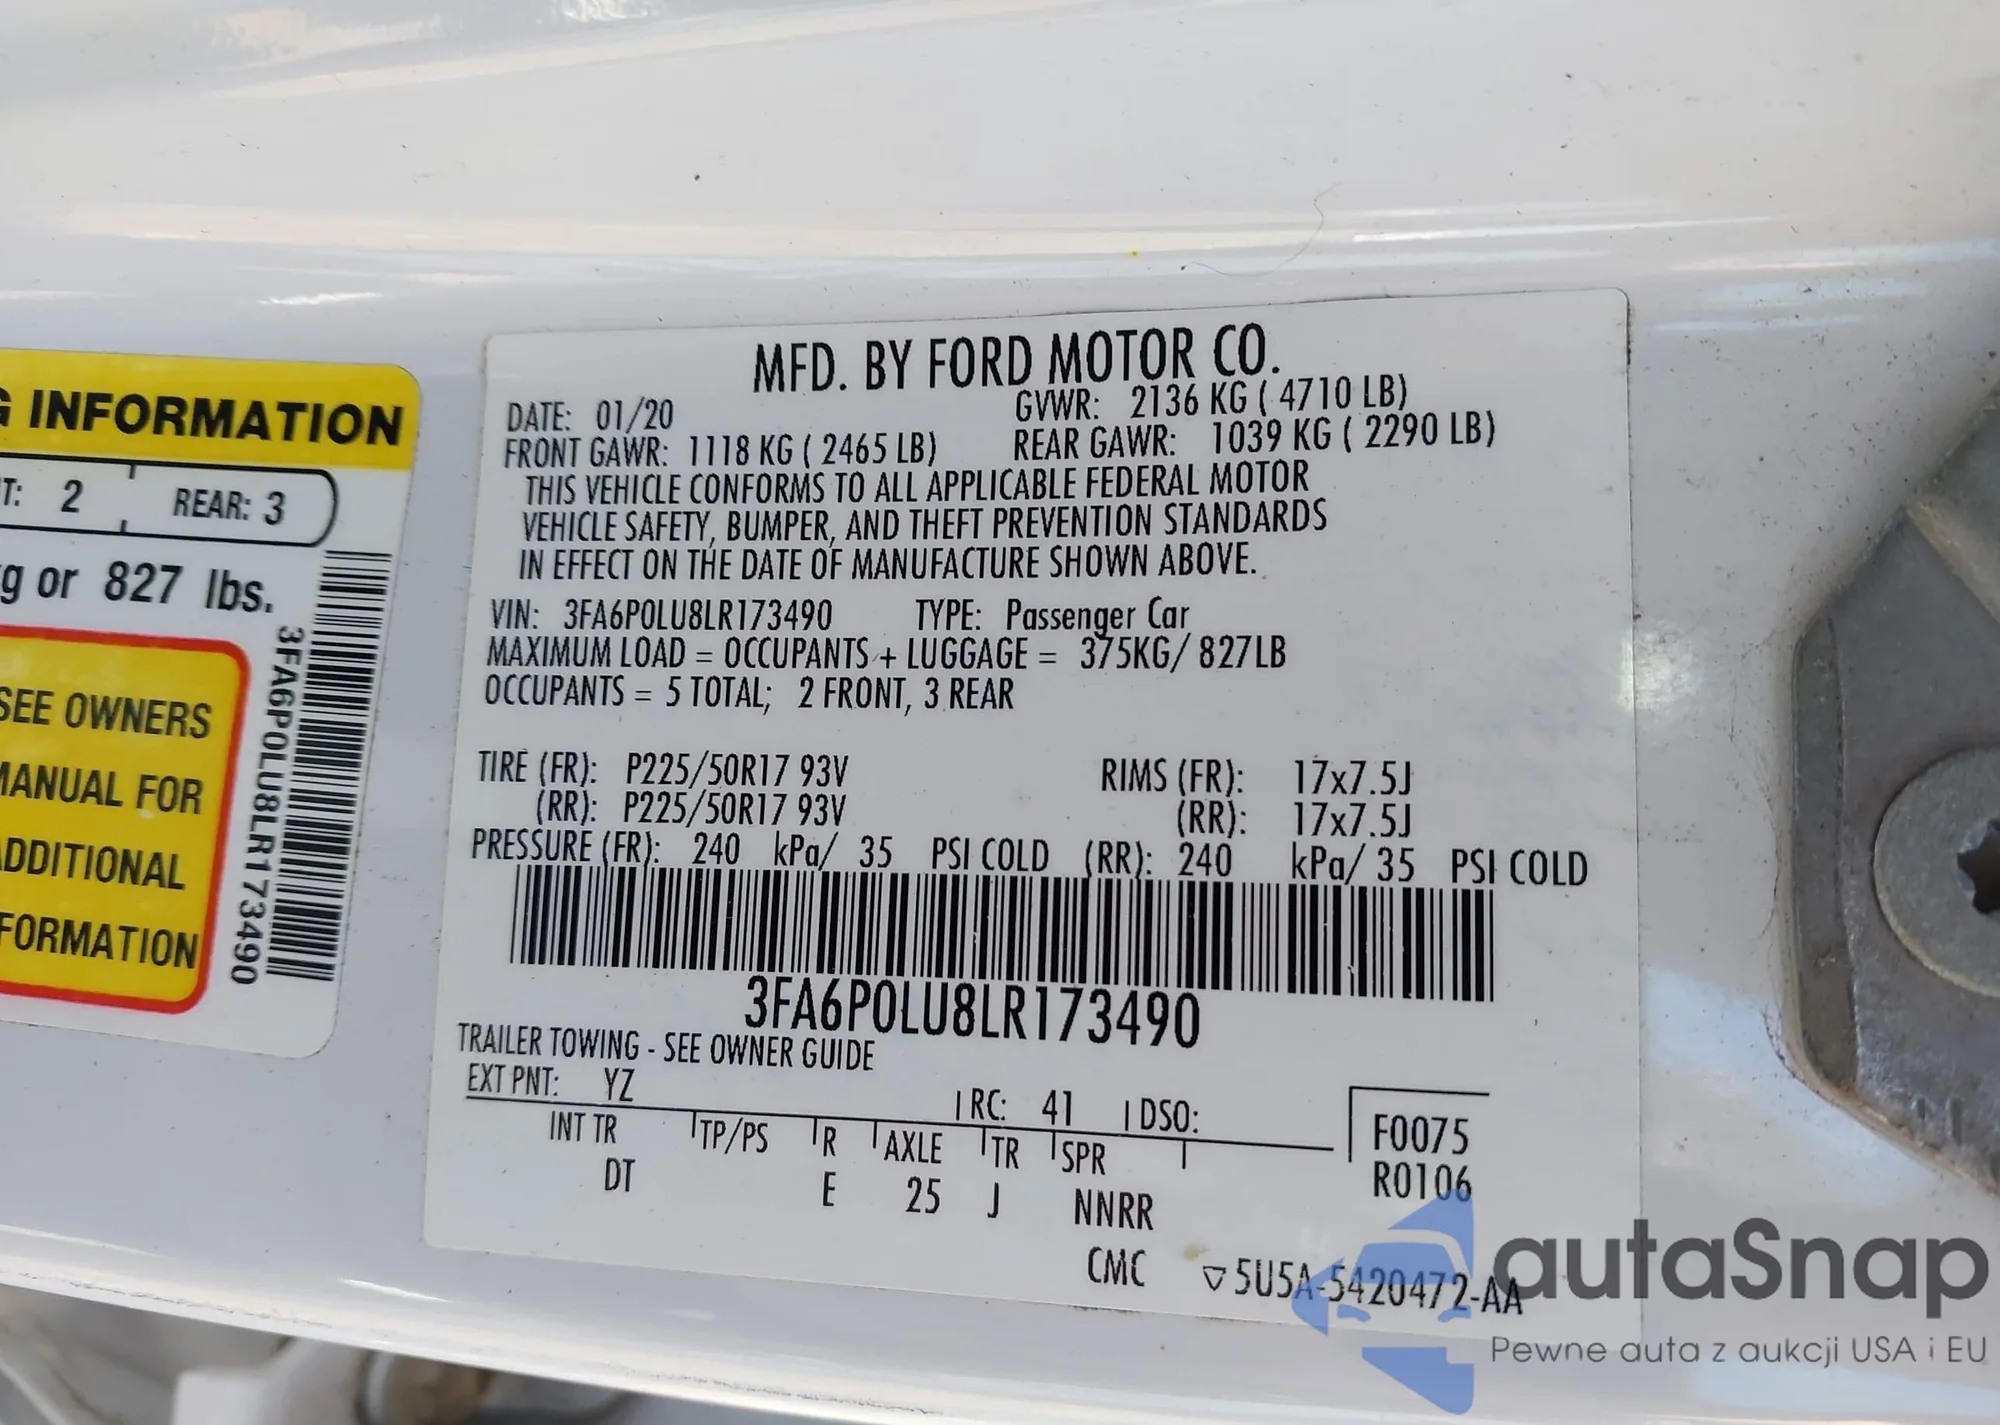 G INFORMATION
T: 2 REAR: 3
g or 827 lbs.
SEE OWNERS
MANUAL FOR
ADDITIONAL
FORMATION
3FA6P0LU8LR173490
MFD. BY FORD MOTOR CO.
DATE: 01/20 GVWR: 2136 KG ( 4710 LB)
FRONT GAWR: 1118 KG ( 2465 LB) REAR GAWR: 1039 KG ( 2290 LB)
THIS VEHICLE CONFORMS TO ALL APPLICABLE FEDERAL MOTOR
VEHICLE SAFETY, BUMPER, AND THEFT PREVENTION STANDARDS
IN EFFECT ON THE DATE OF MANUFACTURE SHOWN ABOVE.
VIN: 3FA6P0LU8LR173490 TYPE: Passenger Car
MAXIMUM LOAD = OCCUPANTS + LUGGAGE = 375KG/ 827LB
OCCUPANTS = 5 TOTAL; 2 FRONT, 3 REAR
TIRE (FR): P225/50R17 93V RIMS (FR): 17x7.5J
(RR): P225/50R17 93V (RR): 17x7.5J
PRESSURE (FR): 240 kPa/ 35 PSI COLD (RR): 240 kPa/ 35 PSI COLD
3FA6P0LU8LR173490
TRAILER TOWING - SEE OWNER GUIDE
EXT PNT: YZ RC: 41 DSO:
INT TR TP/PS R AXLE TR SPR F0075
DT E 25 J NNRR R0106
CMC ▽5U5A-5420472-AA
autaSnap
Pewne auta z aukcji USA i EU